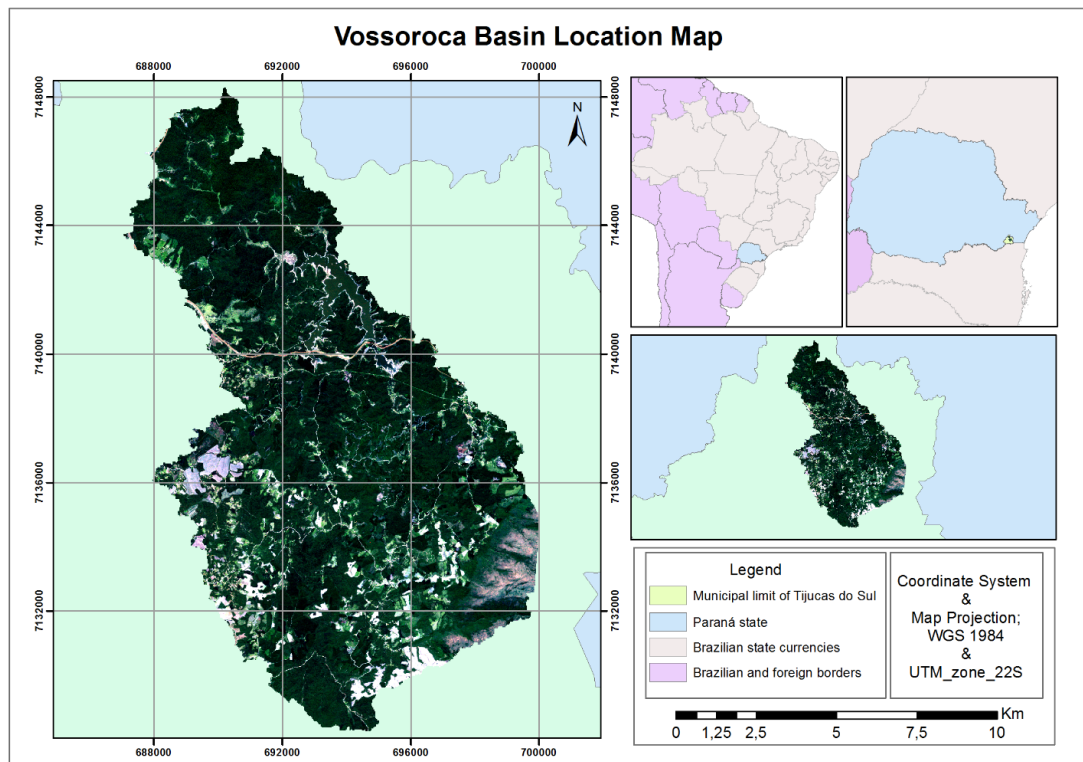 Vossoroca Basin Location Map
688000 692000 696000 700000
7148000 7148000
N
7144000 7144000
7140000 7140000
7136000 7136000
7132000 7132000
688000 692000 696000 700000
Legend
Municipal limit of Tijucas do Sul
Paraná state
Brazilian state currencies
Brazilian and foreign borders
Coordinate System
&
Map Projection;
WGS 1984
&
UTM_zone_22S
Km
0 1,25 2,5 5 7,5 10